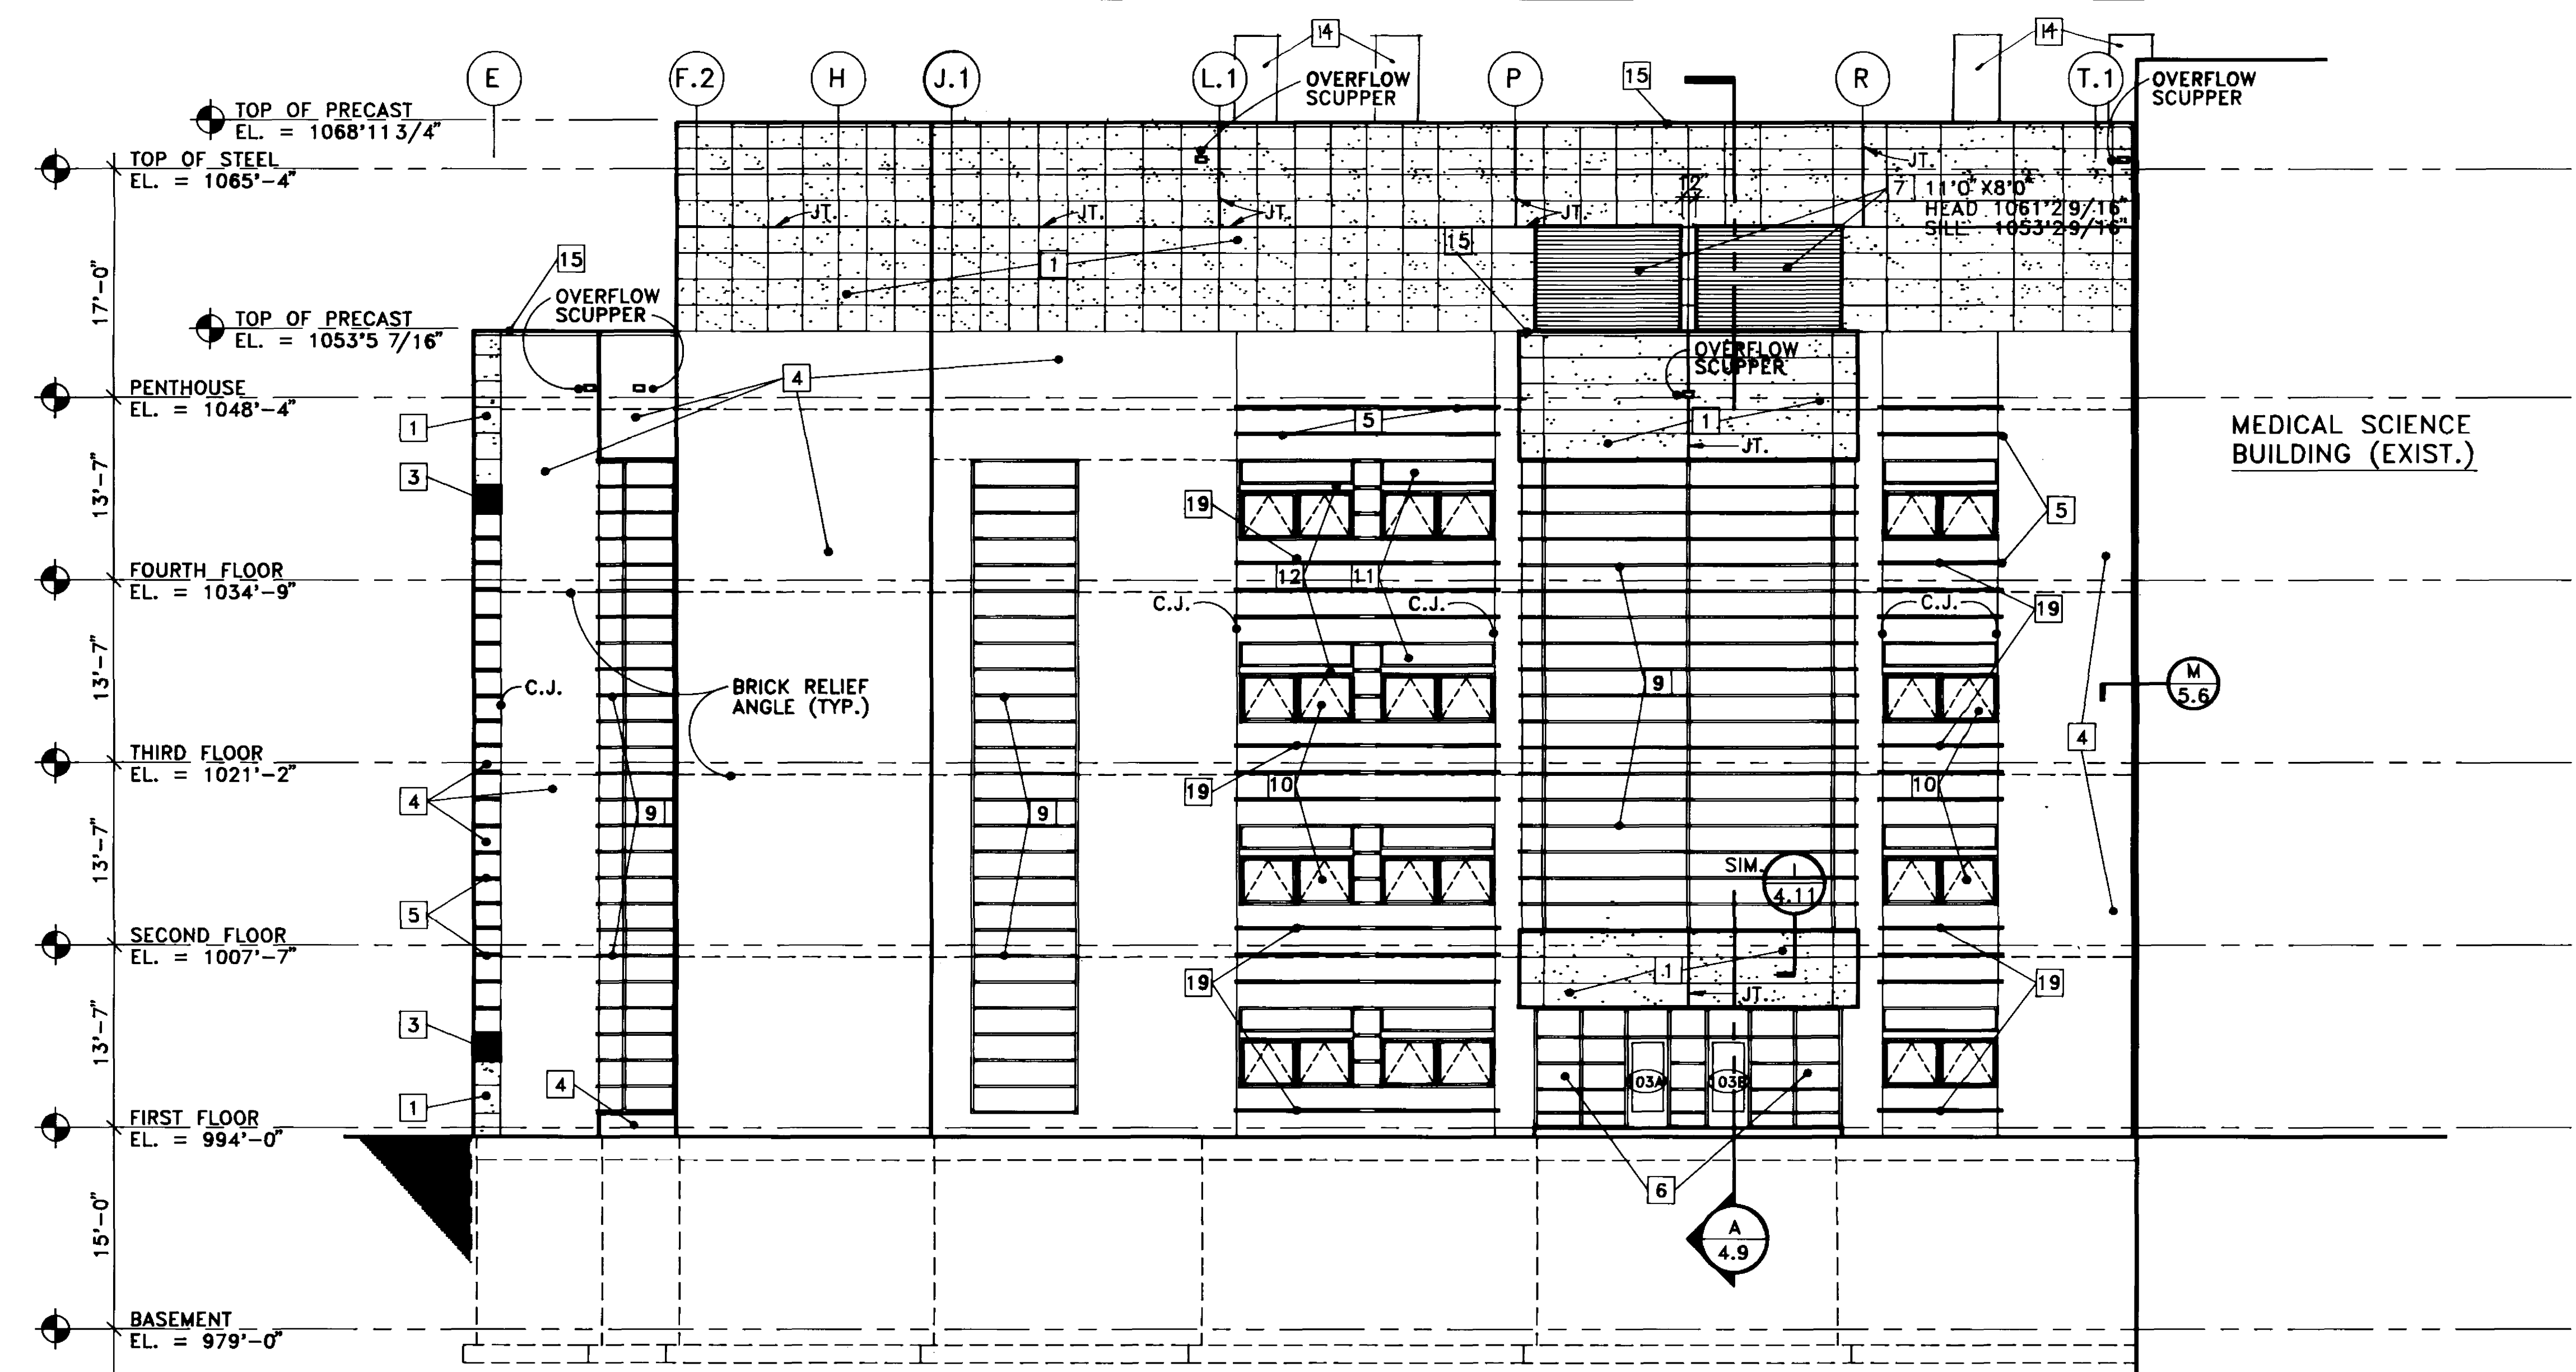 14
14
E
F.2
H
J.1
L.1
P
R
T.1
15
OVERFLOW
SCUPPER
OVERFLOW
SCUPPER
TOP OF PRECAST
EL. = 1068'11 3/4"
TOP OF STEEL
EL. = 1065'-4"
JT.
12"
7
11'0" X8'0"
HEAD 1061'2 9/16"
SILL 1053'2 9/16"
JT.
JT.
JT.
JT.
15
15
1
17'-0"
OVERFLOW
SCUPPER
TOP OF PRECAST
EL. = 1053'5 7/16"
OVERFLOW
SCUPPER
PENTHOUSE
EL. = 1048'-4"
4
1
5
1
JT.
MEDICAL SCIENCE
BUILDING (EXIST.)
13'-7"
3
19
5
FOURTH FLOOR
EL. = 1034'-9"
12
11
C.J.
C.J.
C.J.
19
13'-7"
C.J.
BRICK RELIEF
ANGLE (TYP.)
9
M
5.6
THIRD FLOOR
EL. = 1021'-2"
4
4
9
9
19
10
10
13'-7"
SIM.
1
4.11
5
SECOND FLOOR
EL. = 1007'-7"
19
1
JT.
19
13'-7"
3
4
1
03A
03B
FIRST FLOOR
EL. = 994'-0"
6
15'-0"
A
4.9
BASEMENT
EL. = 979'-0"